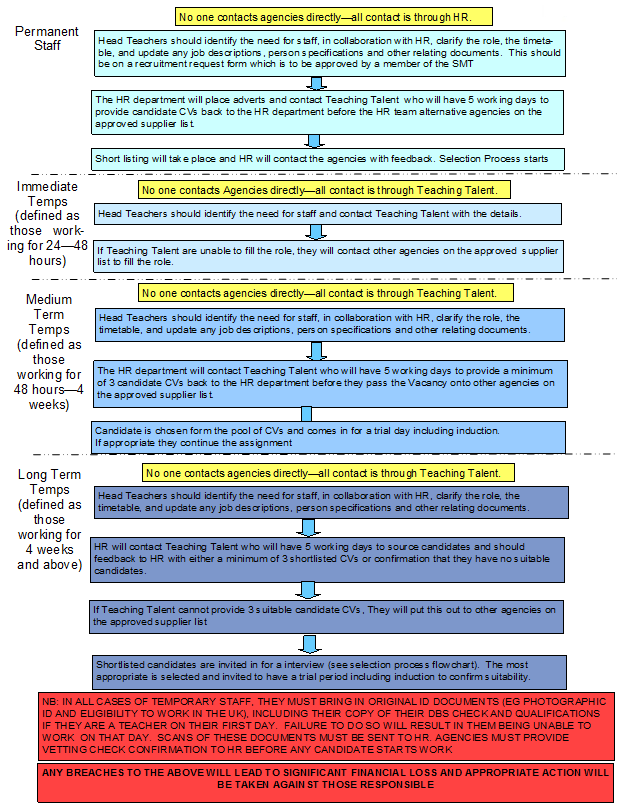 Permanent
Staff
No one contacts agencies directly—all contact is through HR.
Head Teachers should identify the need for staff, in collaboration with HR, clarify the role, the timeta-
ble, and update any job descriptions, person specifications and other relating documents. This should
be on a recruitment request form which is to be approved by a member of the SMT
The HR department will place adverts and contact Teaching Talent who will have 5 working days to
provide candidate CVs back to the HR department before the HR team alternative agencies on the
approved supplier list.
Short listing will take place and HR will contact the agencies with feedback. Selection Process starts
Immediate
Temps
(defined as
those work-
ing for 24—48
hours)
No one contacts Agencies directly—all contact is through Teaching Talent.
Head Teachers should identify the need for staff and contact Teaching Talent with the details.
If Teaching Talent are unable to fill the role, they will contact other agencies on the approved supplier
list to fill the role.
Medium
Term
Temps
(defined as
those
working for
48 hours—4
weeks)
No one contacts agencies directly—all contact is through Teaching Talent.
Head Teachers should identify the need for staff, in collaboration with HR, clarify the role, the
timetable, and update any job descriptions, person specifications and other relating documents.
The HR department will contact Teaching Talent who will have 5 working days to provide a minimum
of 3 candidate CVs back to the HR department before they pass the Vacancy onto other agencies on
the approved supplier list.
Candidate is chosen form the pool of CVs and comes in for a trial day including induction.
If appropriate they continue the assignment
Long Term
Temps
(defined as
those
working for
4 weeks
and above)
No one contacts agencies directly—all contact is through Teaching Talent.
Head Teachers should identify the need for staff, in collaboration with HR, clarify the role, the
timetable, and update any job descriptions, person specifications and other relating documents.
HR will contact Teaching Talent who will have 5 working days to source candidates and should
feedback to HR with either a minimum of 3 shortlisted CVs or confirmation that they have no suitable
candidates.
If Teaching Talent cannot provide 3 suitable candidate CVs, They will put this out to other agencies on
the approved supplier list
Shortlisted candidates are invited in for a interview (see selection process flowchart). The most
appropriate is selected and invited to have a trial period including induction to confirm suitability.
NB: IN ALL CASES OF TEMPORARY STAFF, THEY MUST BRING IN ORIGINAL ID DOCUMENTS (EG PHOTOGRAPHIC
ID AND ELIGIBILITY TO WORK IN THE UK), INCLUDING THEIR COPY OF THEIR DBS CHECK AND QUALIFICATIONS
IF THEY ARE A TEACHER ON THEIR FIRST DAY. FAILURE TO DO SO WILL RESULT IN THEM BEING UNABLE TO
WORK ON THAT DAY. SCANS OF THESE DOCUMENTS MUST BE SENT TO HR. AGENCIES MUST PROVIDE
VETTING CHECK CONFIRMATION TO HR BEFORE ANY CANDIDATE STARTS WORK
ANY BREACHES TO THE ABOVE WILL LEAD TO SIGNIFICANT FINANCIAL LOSS AND APPROPRIATE ACTION WILL
BE TAKEN AGAINST THOSE RESPONSIBLE